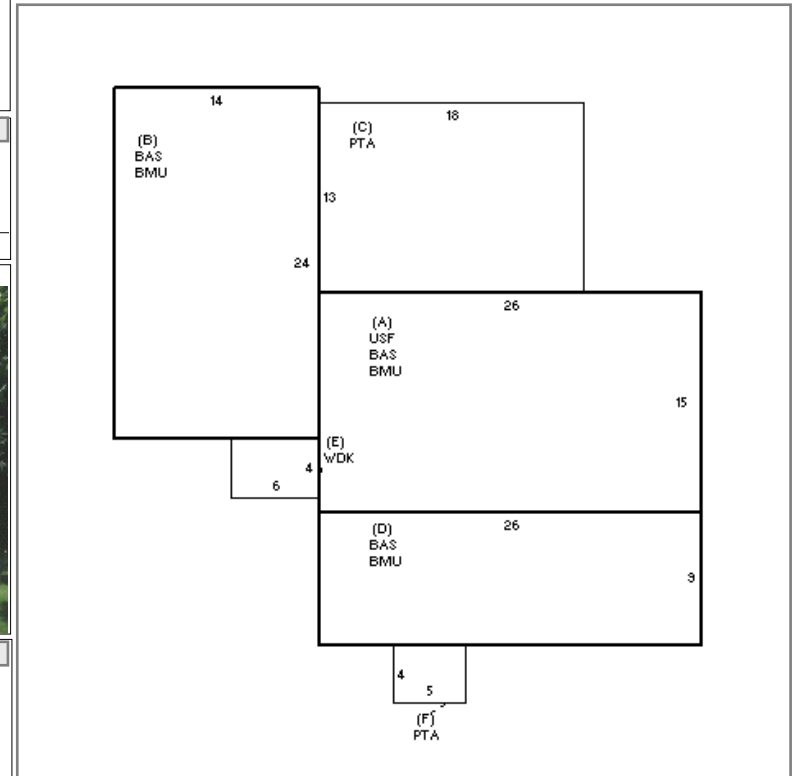 14
(B)
BAS
BMU
24
18
(C)
PTA
13
26
(A)
USF
BAS
BMU
15
(E)
WDK
4
6
26
(D)
BAS
BMU
9
4
5
(F)
PTA